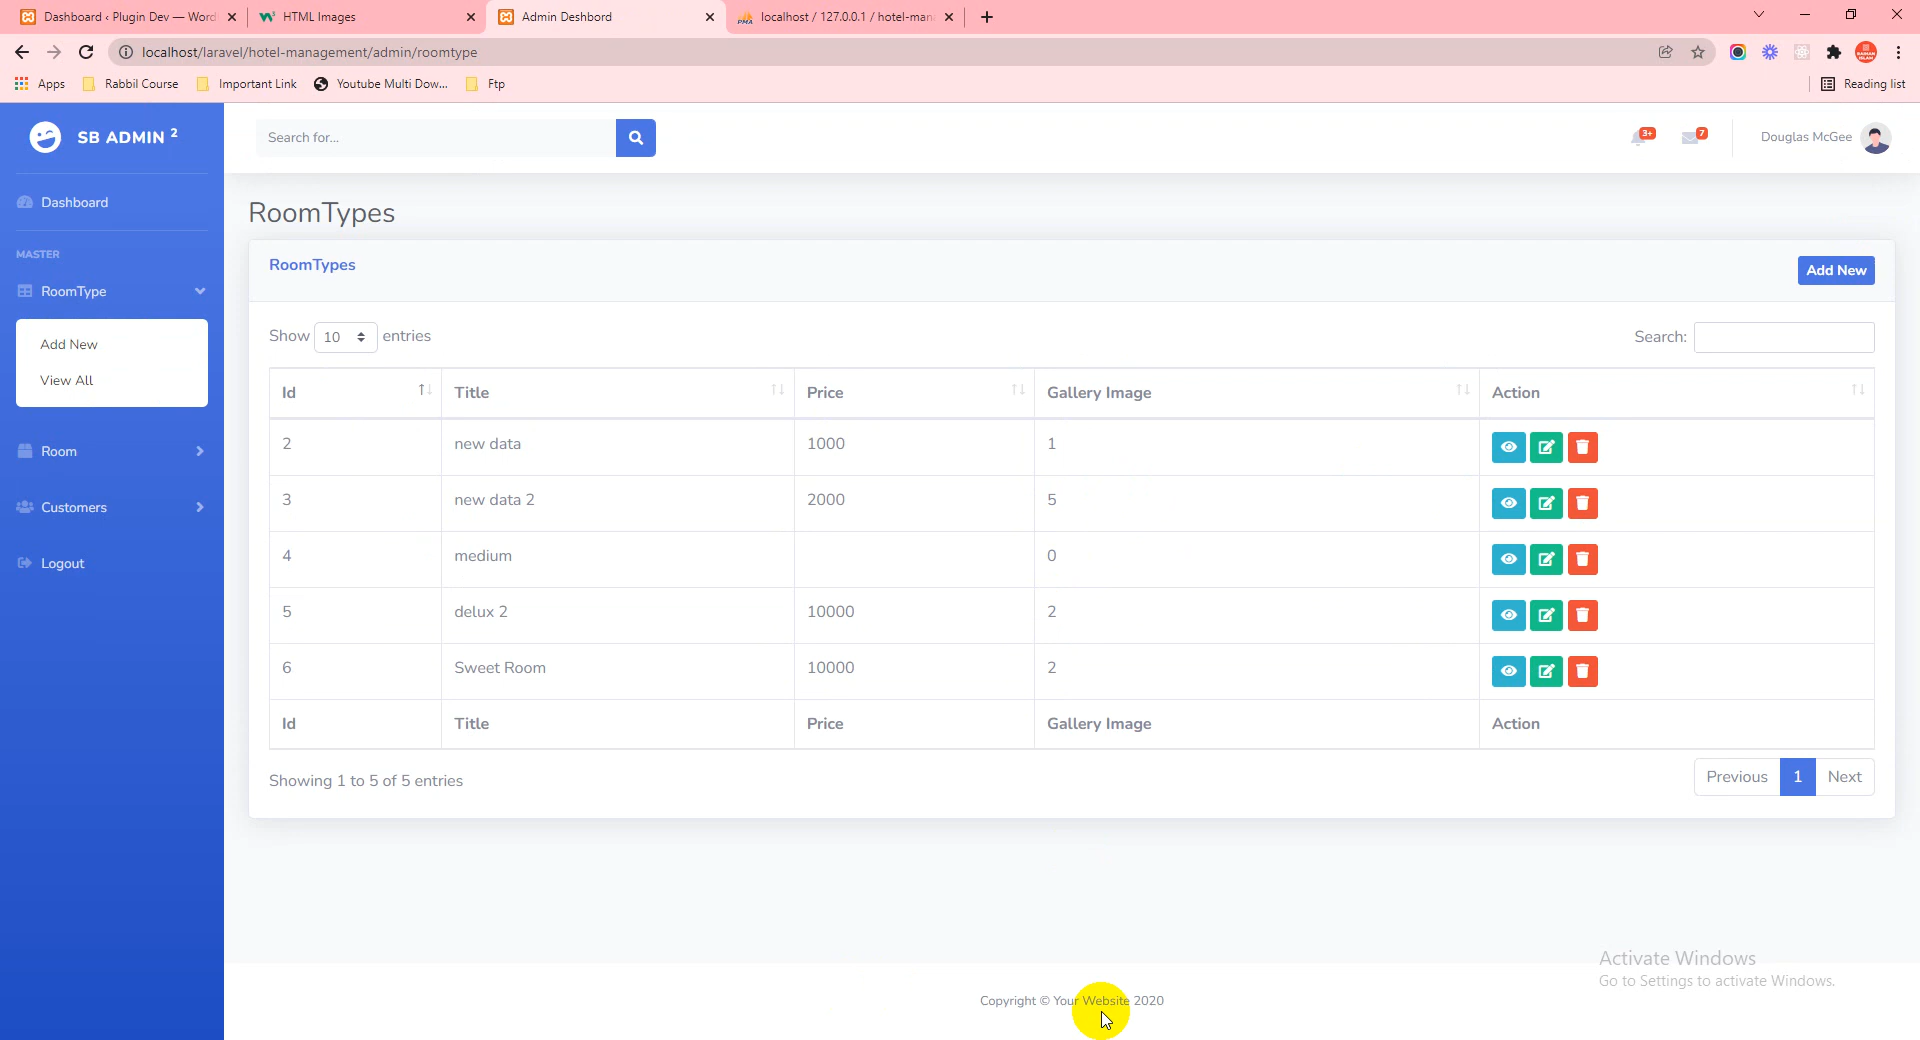 Dashboard ‹ Plugin Dev — Word
HTML Images
Admin Deshbord
localhost / 127.0.0.1 / hotel-man
localhost/laravel/hotel-management/admin/roomtype
Apps
Rabbil Course
Important Link
Youtube Multi Dow...
Ftp
Reading list
SB ADMIN 2
Search for...
3+
7
Douglas McGee
Dashboard
MASTER
RoomType
Add New
View All
Room
Customers
Logout
RoomTypes
RoomTypes
Add New
Show 10 entries
Search:
Id Title Price Gallery Image Action
2 new data 1000 1
3 new data 2 2000 5
4 medium 0
5 delux 2 10000 2
6 Sweet Room 10000 2
Id Title Price Gallery Image Action
Showing 1 to 5 of 5 entries
Previous 1 Next
Activate Windows
Go to Settings to activate Windows.
Copyright © Your Website 2020